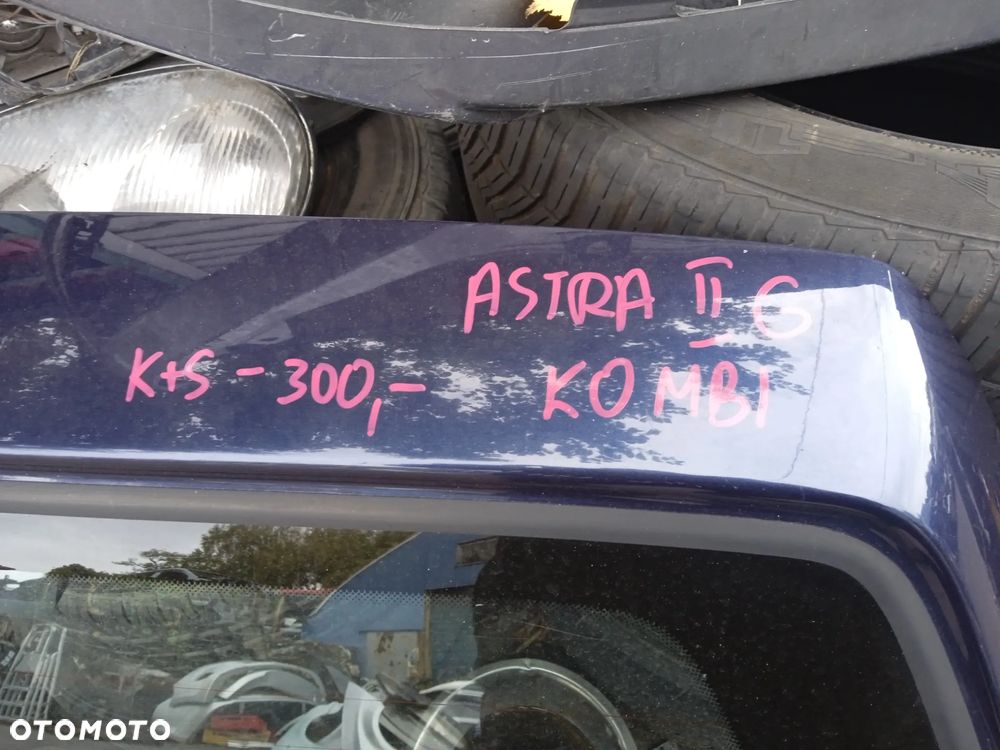 ASTRA II G
K+S - 300,- KOMBI
OTOMOTO